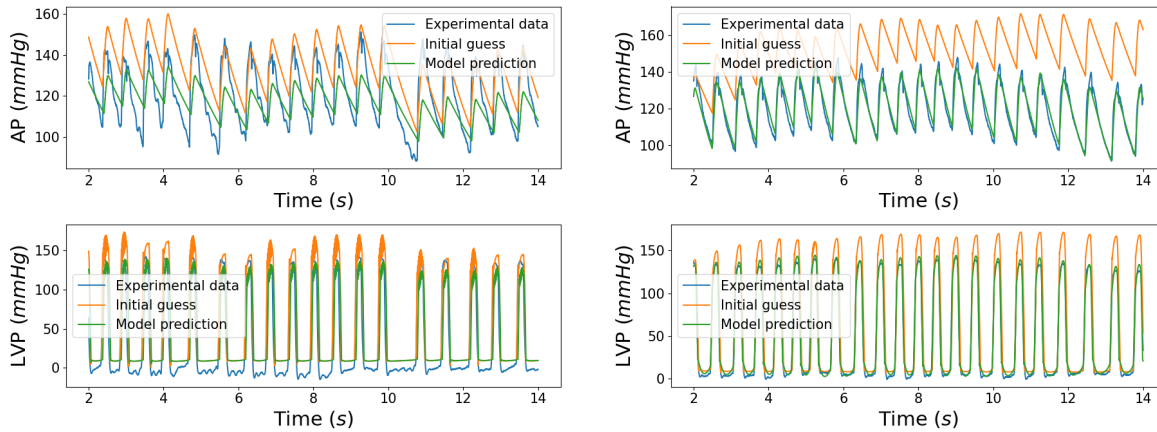 AP (mmHg)
160
140
120
100
Experimental data
Initial guess
Model prediction
2 4 6 8 10 12 14
Time (s)
AP (mmHg)
160
140
120
100
Experimental data
Initial guess
Model prediction
2 4 6 8 10 12 14
Time (s)
LVP (mmHg)
150
100
50
0
Experimental data
Initial guess
Model prediction
2 4 6 8 10 12 14
Time (s)
LVP (mmHg)
150
100
50
0
Experimental data
Initial guess
Model prediction
2 4 6 8 10 12 14
Time (s)